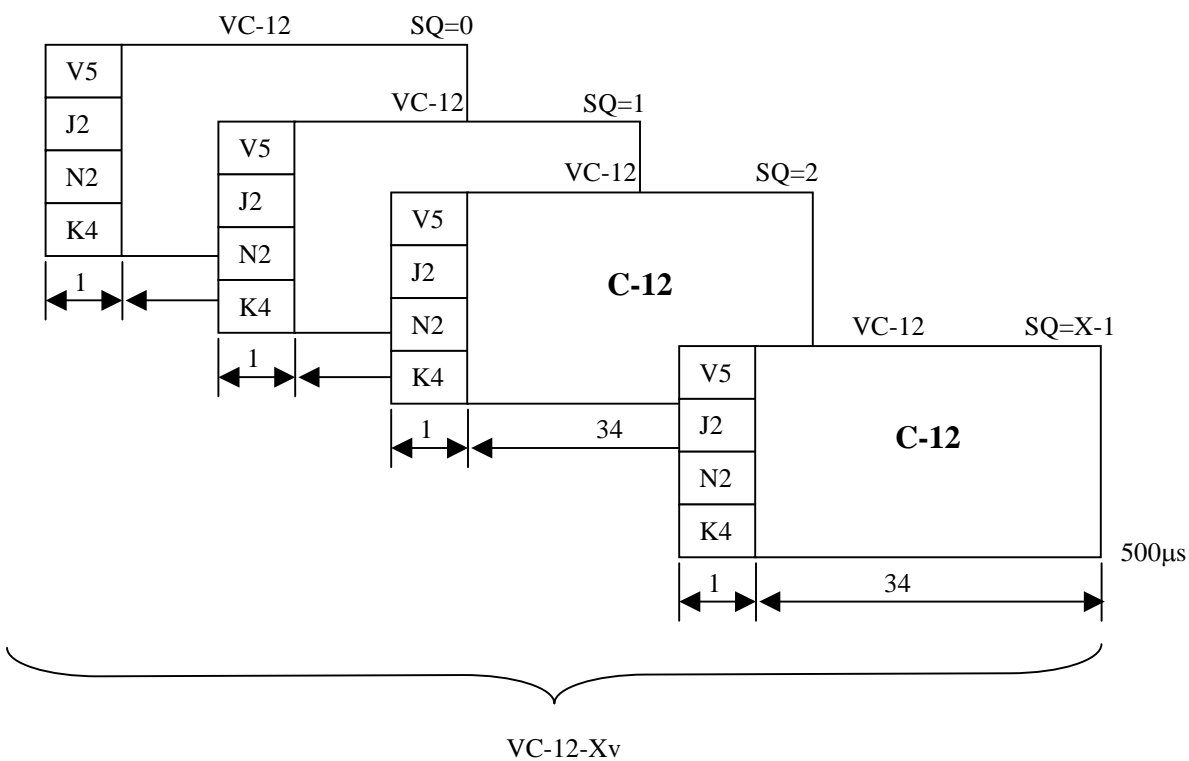 VC-12 SQ=0
V5
J2
N2
K4
1
VC-12 SQ=1
V5
J2
N2
K4
1
VC-12 SQ=2
V5
J2
N2
K4
C-12
1 34
VC-12 SQ=X-1
V5
J2
N2
K4
C-12
500μs
1 34
VC-12-Xv